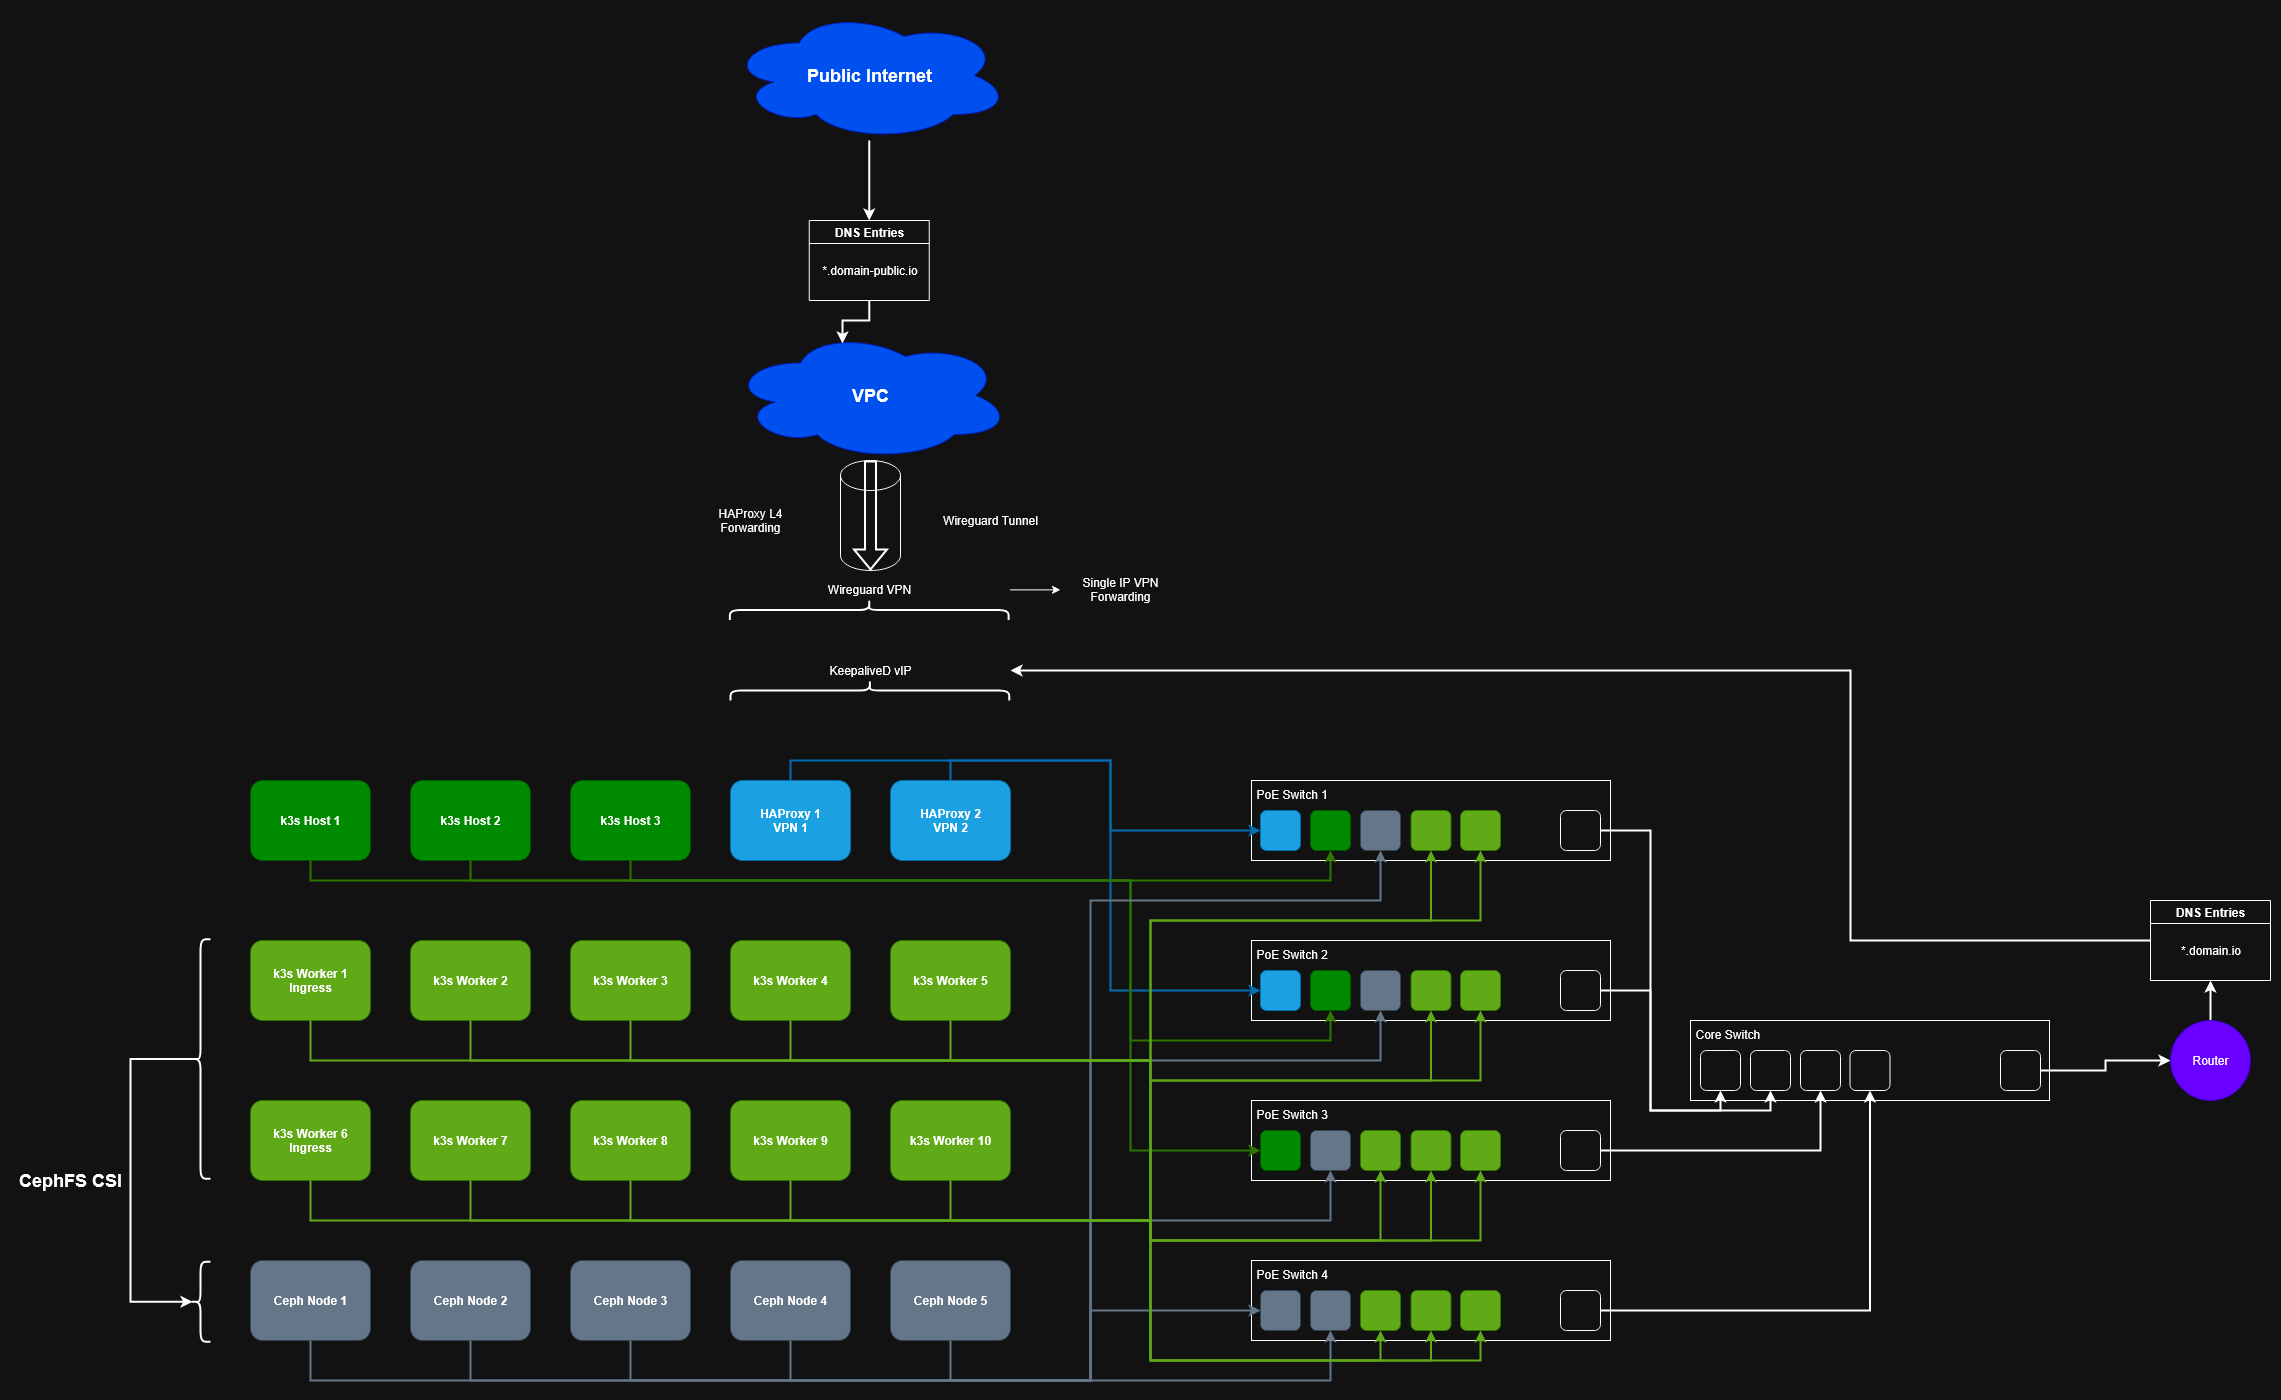 Public Internet
DNS Entries
*.domain-public.io
VPC
HAProxy L4
Forwarding
Wireguard Tunnel
Wireguard VPN
Single IP VPN
Forwarding
KeepaliveD vIP
k3s Host 1
k3s Host 2
k3s Host 3
HAProxy 1
VPN 1
HAProxy 2
VPN 2
PoE Switch 1
k3s Worker 1
Ingress
k3s Worker 2
k3s Worker 3
k3s Worker 4
k3s Worker 5
PoE Switch 2
DNS Entries
*.domain.io
Core Switch
Router
k3s Worker 6
Ingress
k3s Worker 7
k3s Worker 8
k3s Worker 9
k3s Worker 10
PoE Switch 3
CephFS CSI
Ceph Node 1
Ceph Node 2
Ceph Node 3
Ceph Node 4
Ceph Node 5
PoE Switch 4